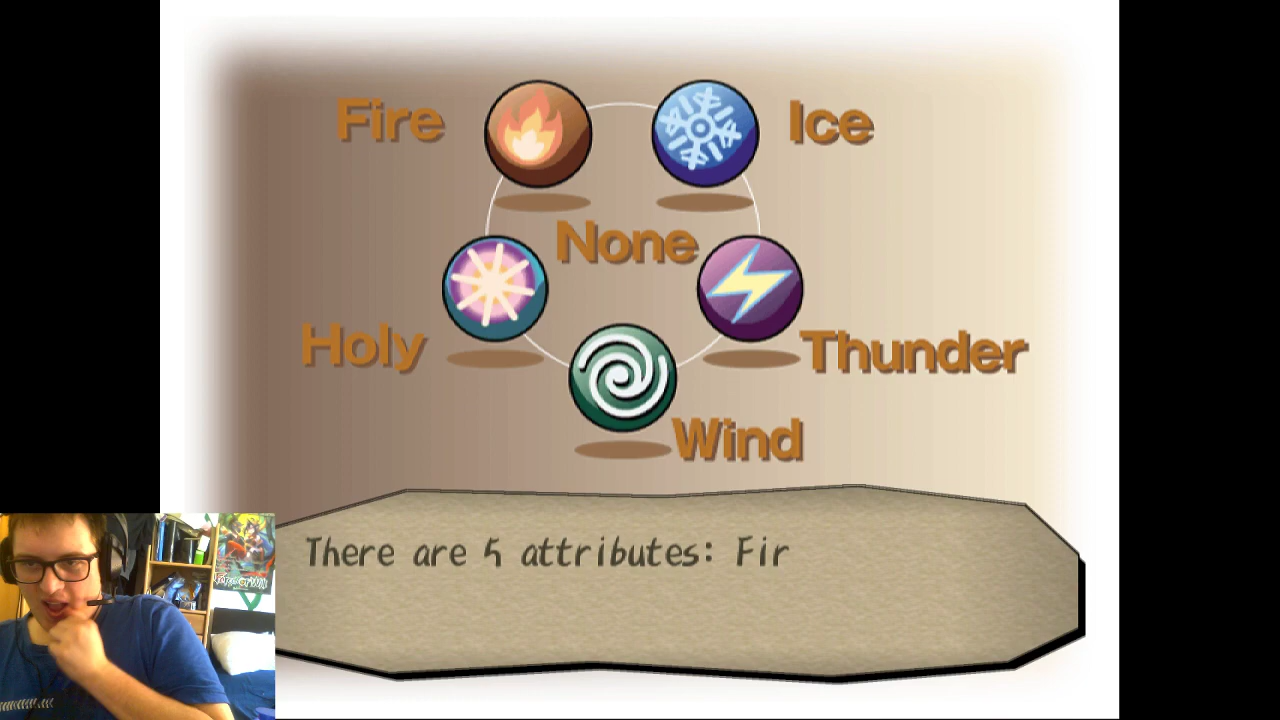 Fire
Ice
None
Holy
Thunder
Wind
There are 5 attributes: Fir